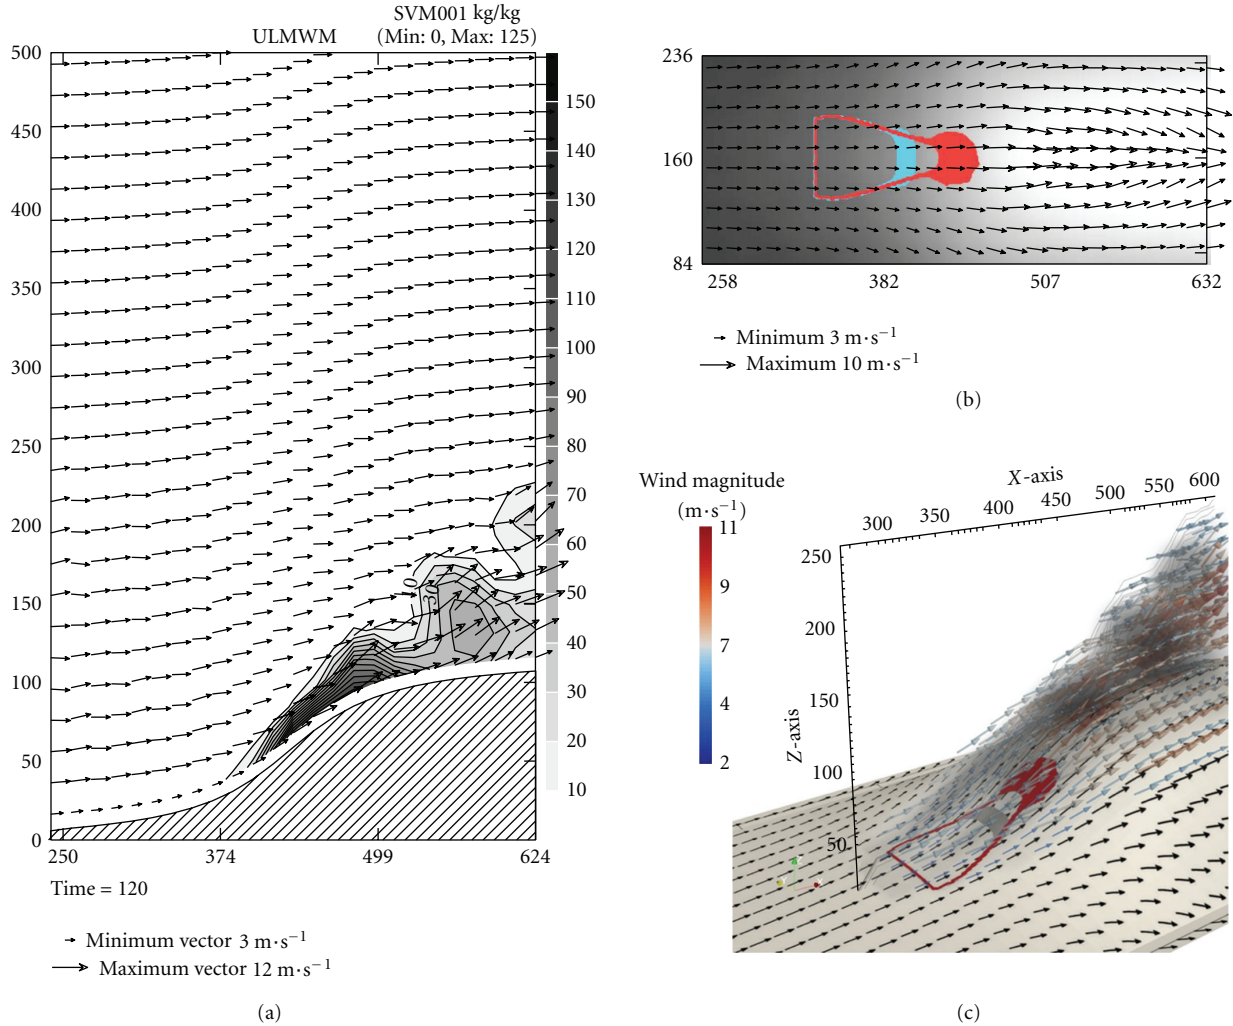 SVM001 kg/kg
ULMWM (Min: 0, Max: 125)
500
450
400
350
300
250
200
150
100
50
0
250 374 499 624
150
140
130
120
110
100
90
80
70
60
50
40
30
20
10
10
30
Time = 120
Minimum vector 3 m·s⁻¹
Maximum vector 12 m·s⁻¹
(a)
236
160
84
258 382 507 632
Minimum 3 m·s⁻¹
Maximum 10 m·s⁻¹
(b)
Wind magnitude
(m·s⁻¹)
11
9
7
4
2
X-axis
300 350 400 450 500 550 600
Z-axis
250
200
150
100
50
(c)